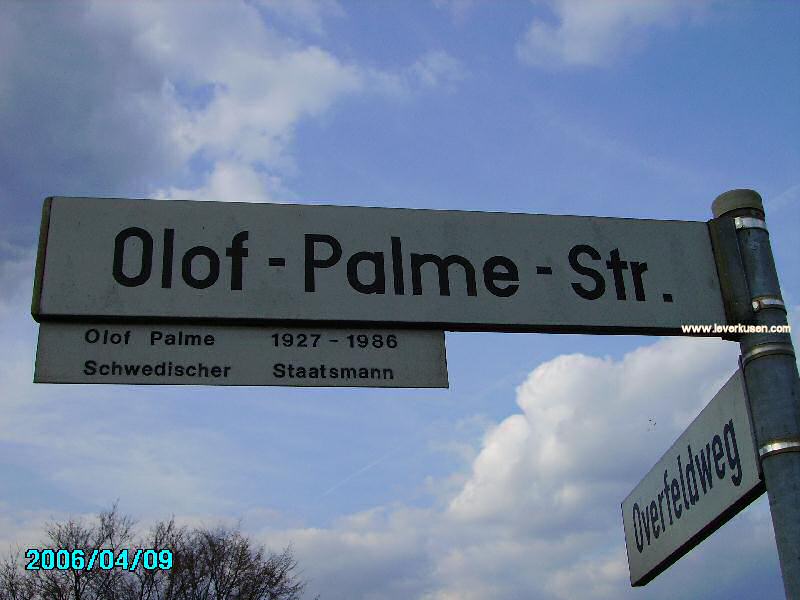 Olof - Palme - Str.
www.leverkusen.com
Olof Palme 1927 - 1986
Schwedischer Staatsmann
Overfeldweg
2006/04/09